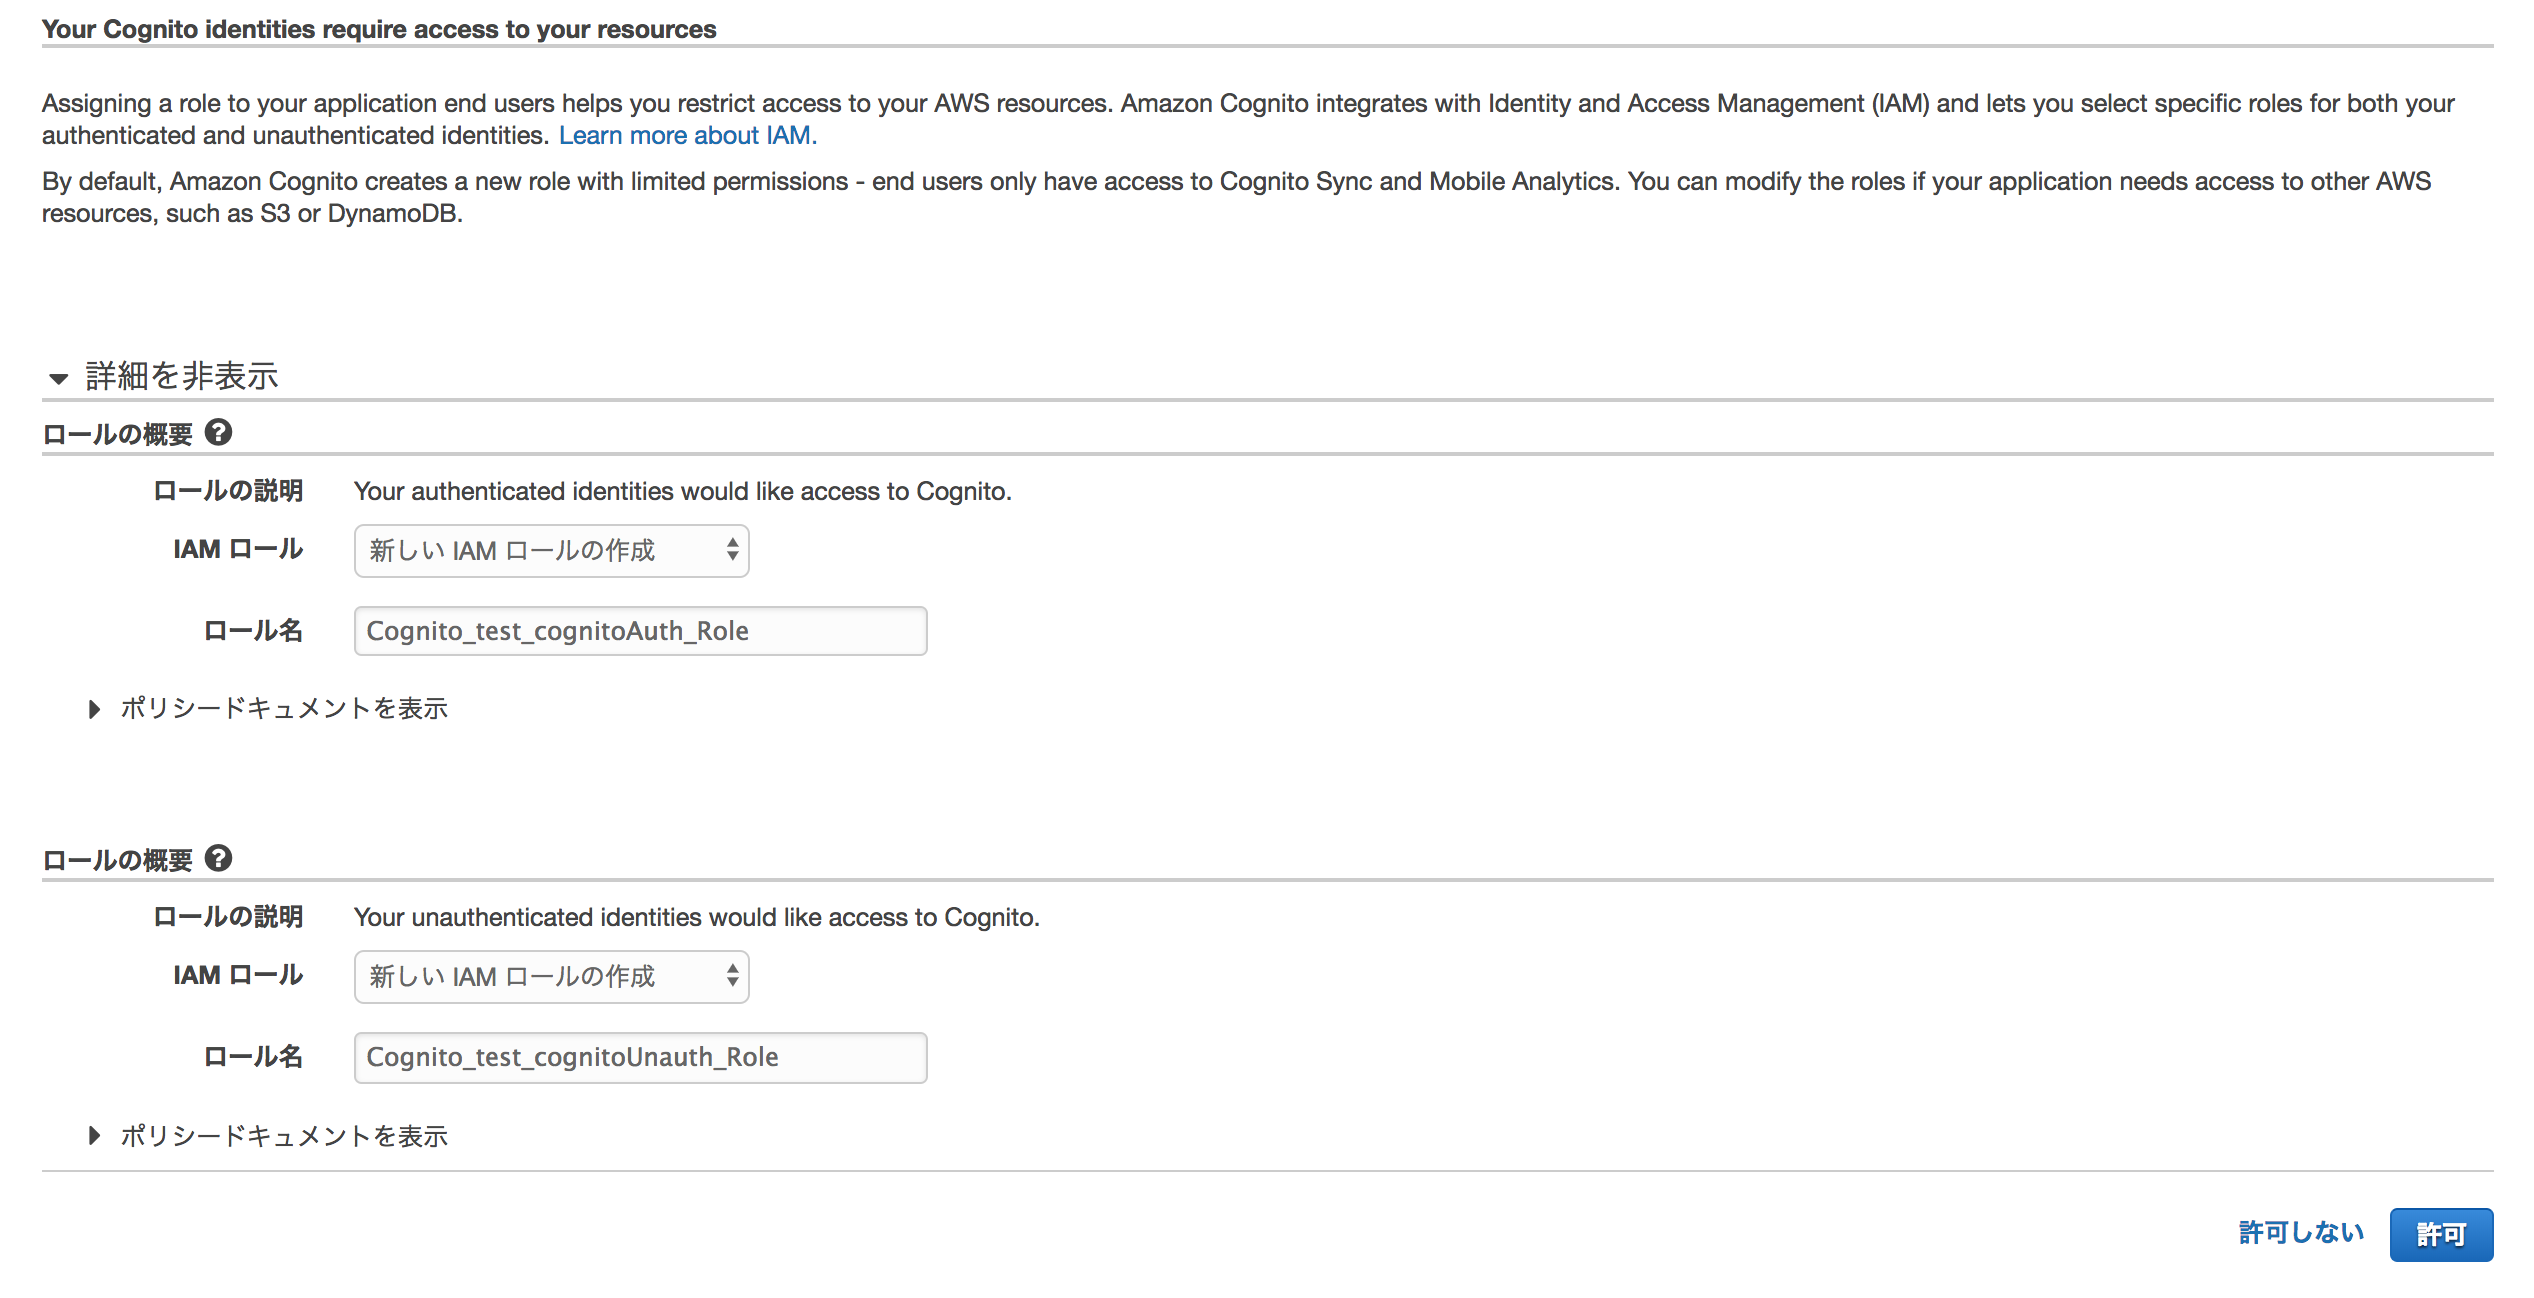 Your Cognito identities require access to your resources
Assigning a role to your application end users helps you restrict access to your AWS resources. Amazon Cognito integrates with Identity and Access Management (IAM) and lets you select specific roles for both your
authenticated and unauthenticated identities. Learn more about IAM.
By default, Amazon Cognito creates a new role with limited permissions - end users only have access to Cognito Sync and Mobile Analytics. You can modify the roles if your application needs access to other AWS
resources, such as S3 or DynamoDB.
詳細を非表示
ロールの概要 ?
ロールの説明 Your authenticated identities would like access to Cognito.
IAM ロール 新しい IAM ロールの作成
ロール名 Cognito_test_cognitoAuth_Role
ポリシードキュメントを表示
ロールの概要 ?
ロールの説明 Your unauthenticated identities would like access to Cognito.
IAM ロール 新しい IAM ロールの作成
ロール名 Cognito_test_cognitoUnauth_Role
ポリシードキュメントを表示
許可しない 許可